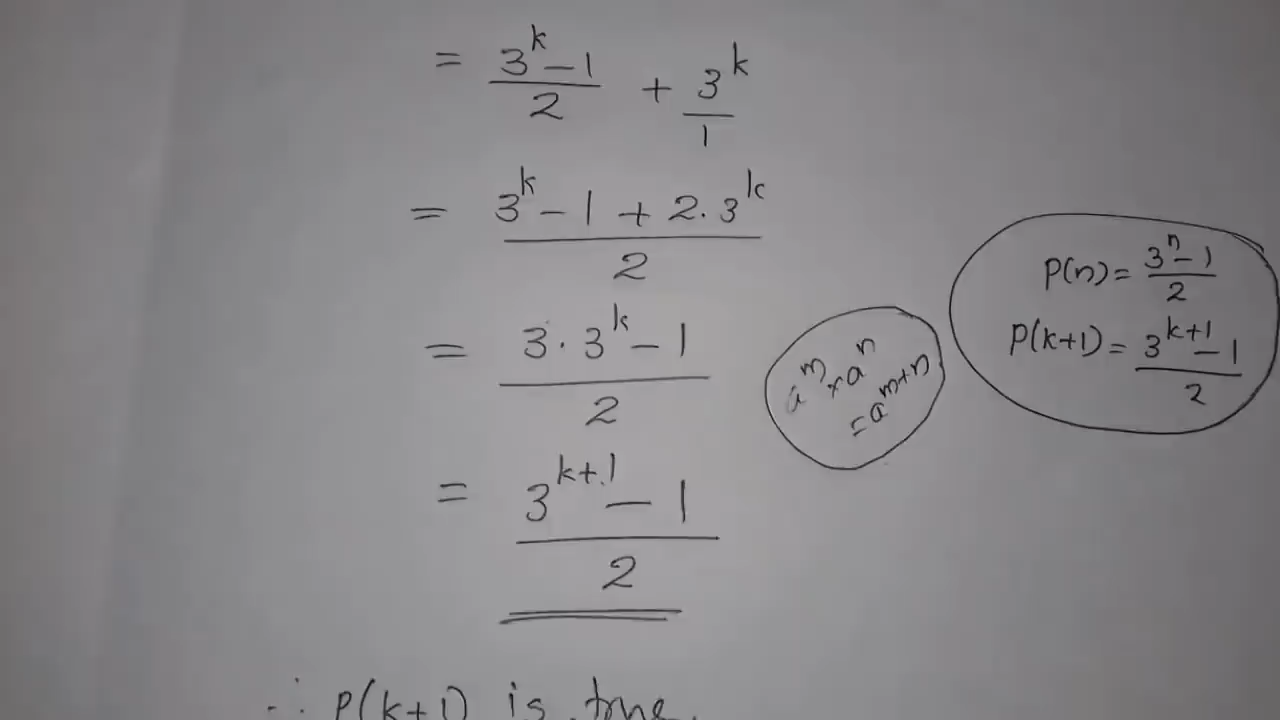 = (3^k - 1)/2 + 3^k/1
= (3^k - 1 + 2.3^k)/2
= (3.3^k - 1)/2
= (3^(k+1) - 1)/2
∴ P(k+1) is true.
a^m × a^n
= a^(m+n)
P(n) = (3^n - 1)/2
P(k+1) = (3^(k+1) - 1)/2